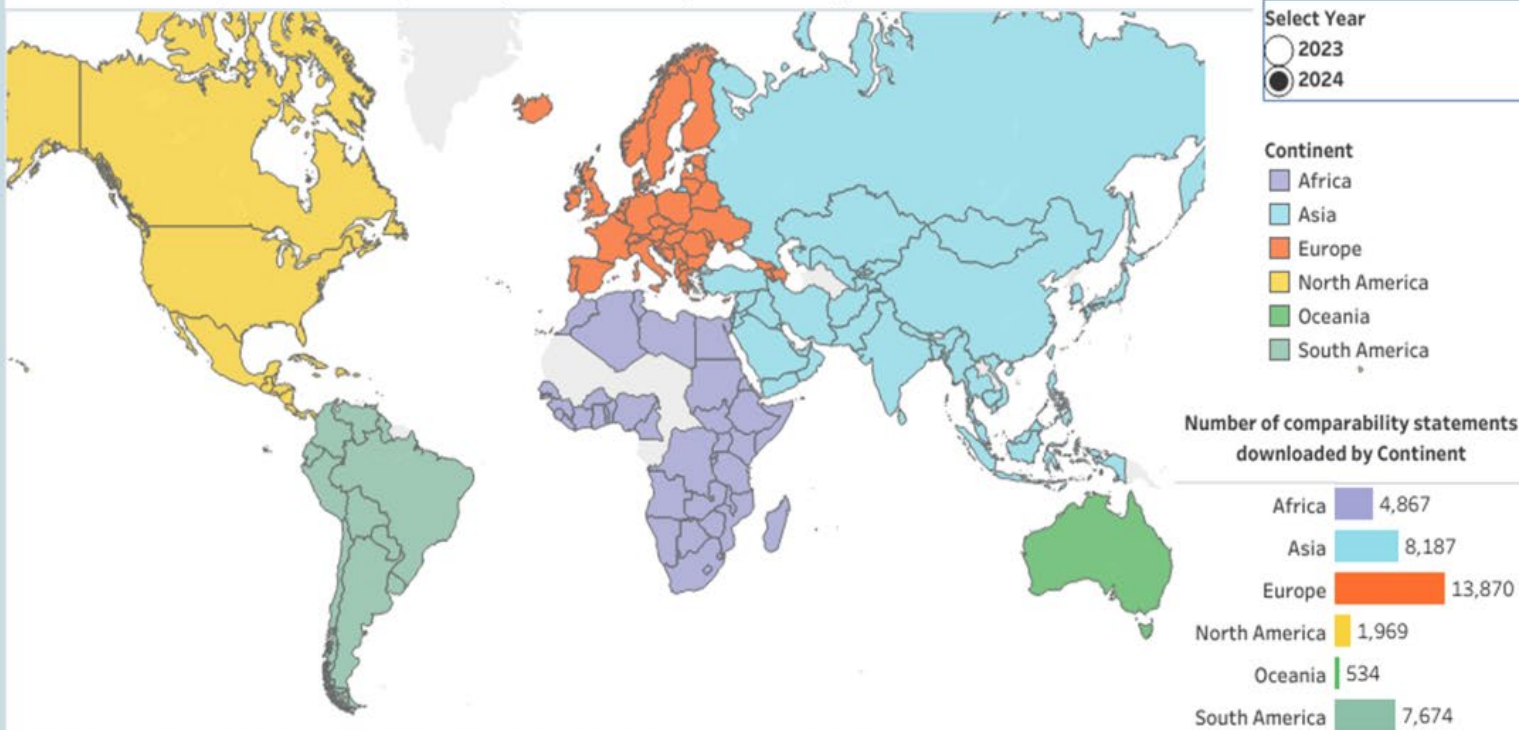 Select Year
2023
2024
Continent
Africa
Asia
Europe
North America
Oceania
South America
Number of comparability statements
downloaded by Continent
Africa 4,867
Asia 8,187
Europe 13,870
North America 1,969
Oceania 534
South America 7,674